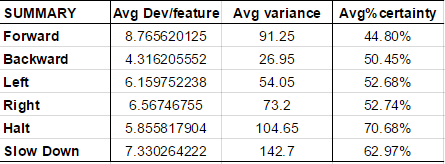 SUMMARY Avg Dev/feature Avg variance Avg%certainty
Forward 8.765620125 91.25 44.80%
Backward 4.316205552 26.95 50.45%
Left 6.159752238 54.05 52.68%
Right 6.56746755 73.2 52.74%
Halt 5.855817904 104.65 70.68%
Slow Down 7.330264222 142.7 62.97%